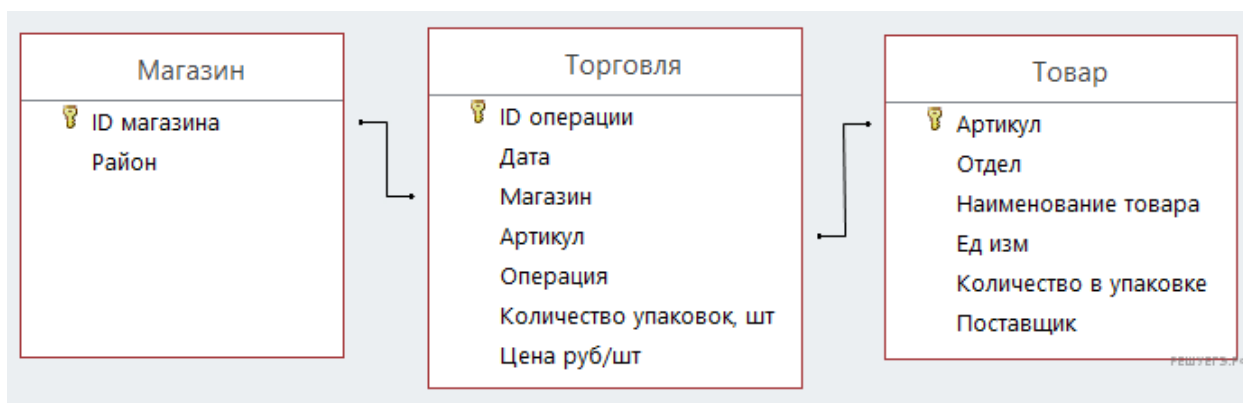 Магазин
ID магазина
Район
Торговля
ID операции
Дата
Магазин
Артикул
Операция
Количество упаковок, шт
Цена руб/шт
Товар
Артикул
Отдел
Наименование товара
Ед изм
Количество в упаковке
Поставщик